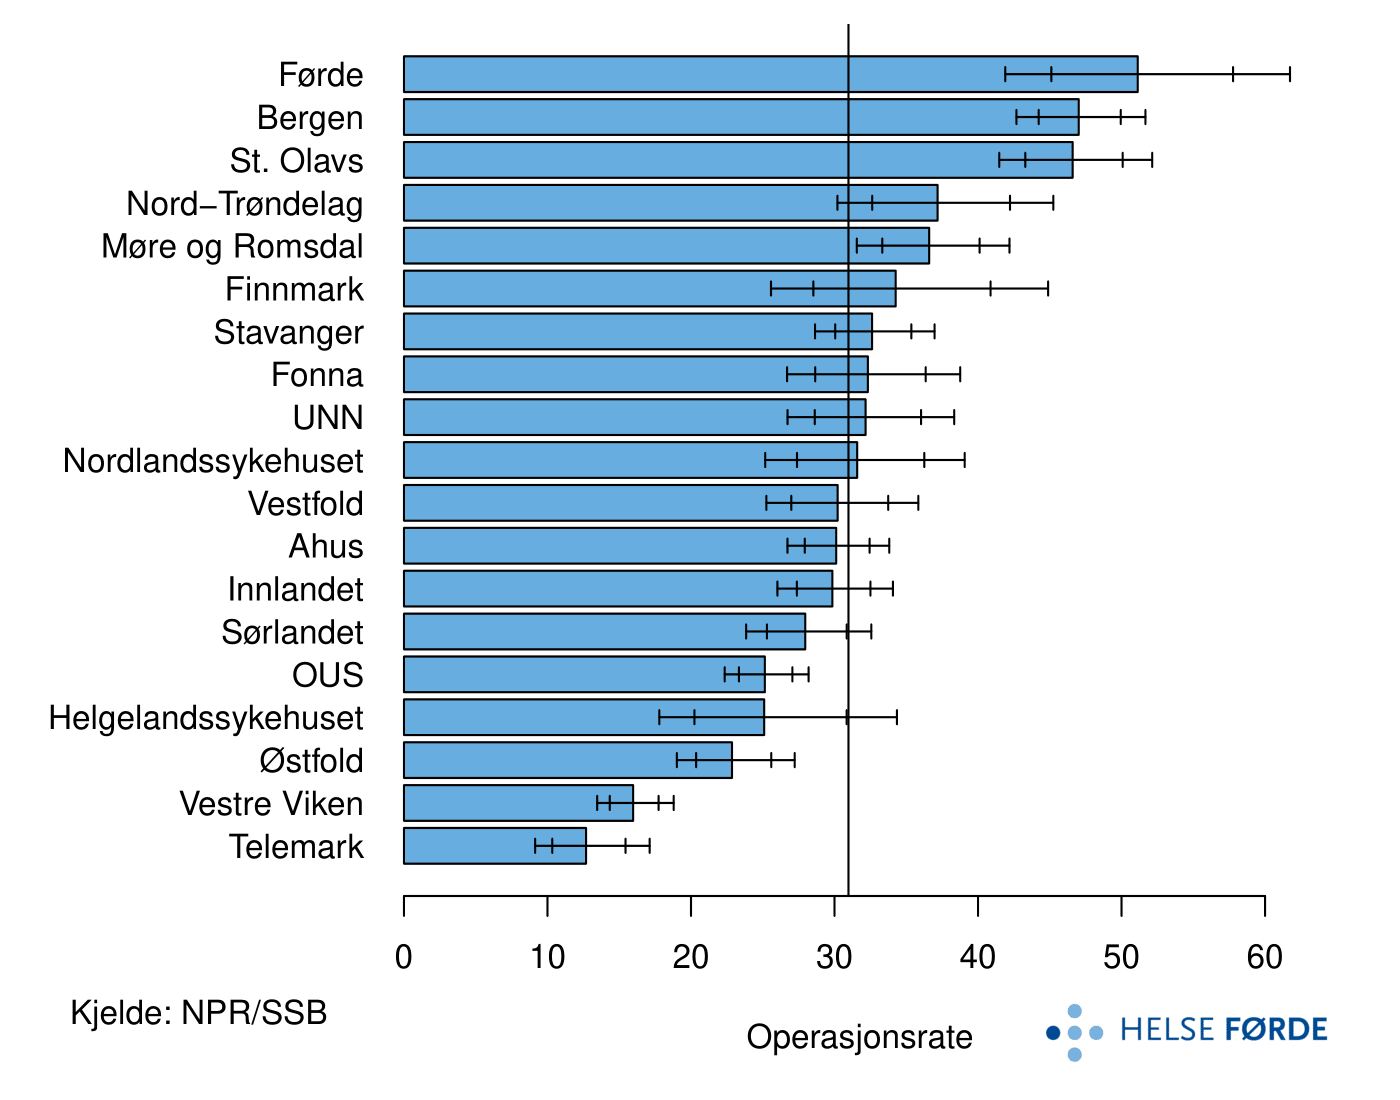 Førde
Bergen
St. Olavs
Nord−Trøndelag
Møre og Romsdal
Finnmark
Stavanger
Fonna
UNN
Nordlandssykehuset
Vestfold
Ahus
Innlandet
Sørlandet
OUS
Helgelandssykehuset
Østfold
Vestre Viken
Telemark
0 10 20 30 40 50 60
Kjelde: NPR/SSB
Operasjonsrate
HELSE FØRDE